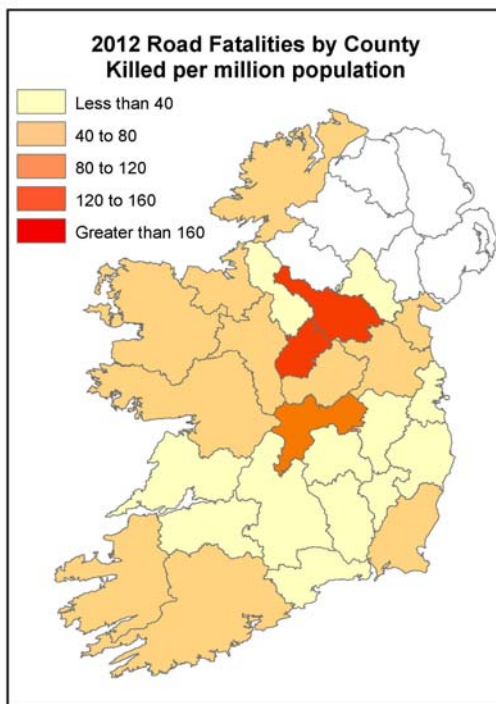 2012 Road Fatalities by County
Killed per million population
Less than 40
40 to 80
80 to 120
120 to 160
Greater than 160